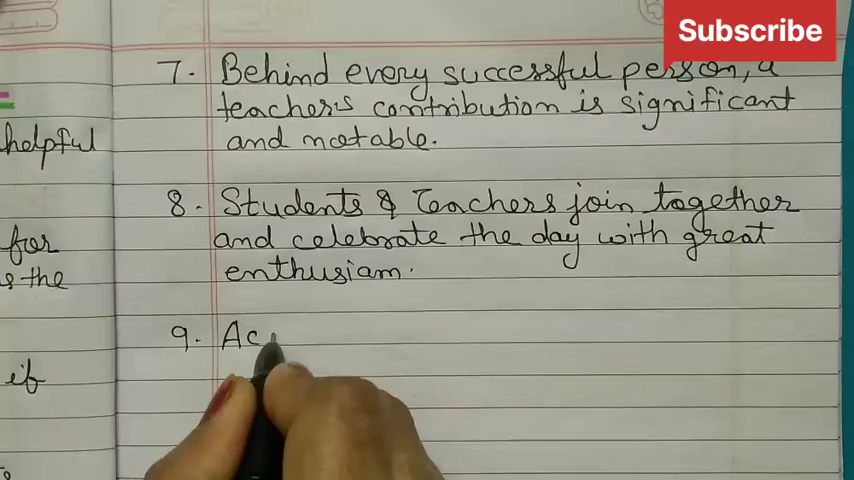 Subscribe
7. Behind every successful person, a
teacher's contribution is significant
and notable.
helpful
8. Students & Teachers join together
and celebrate the day with great
enthusiam.
for
s the
9. Ac
if